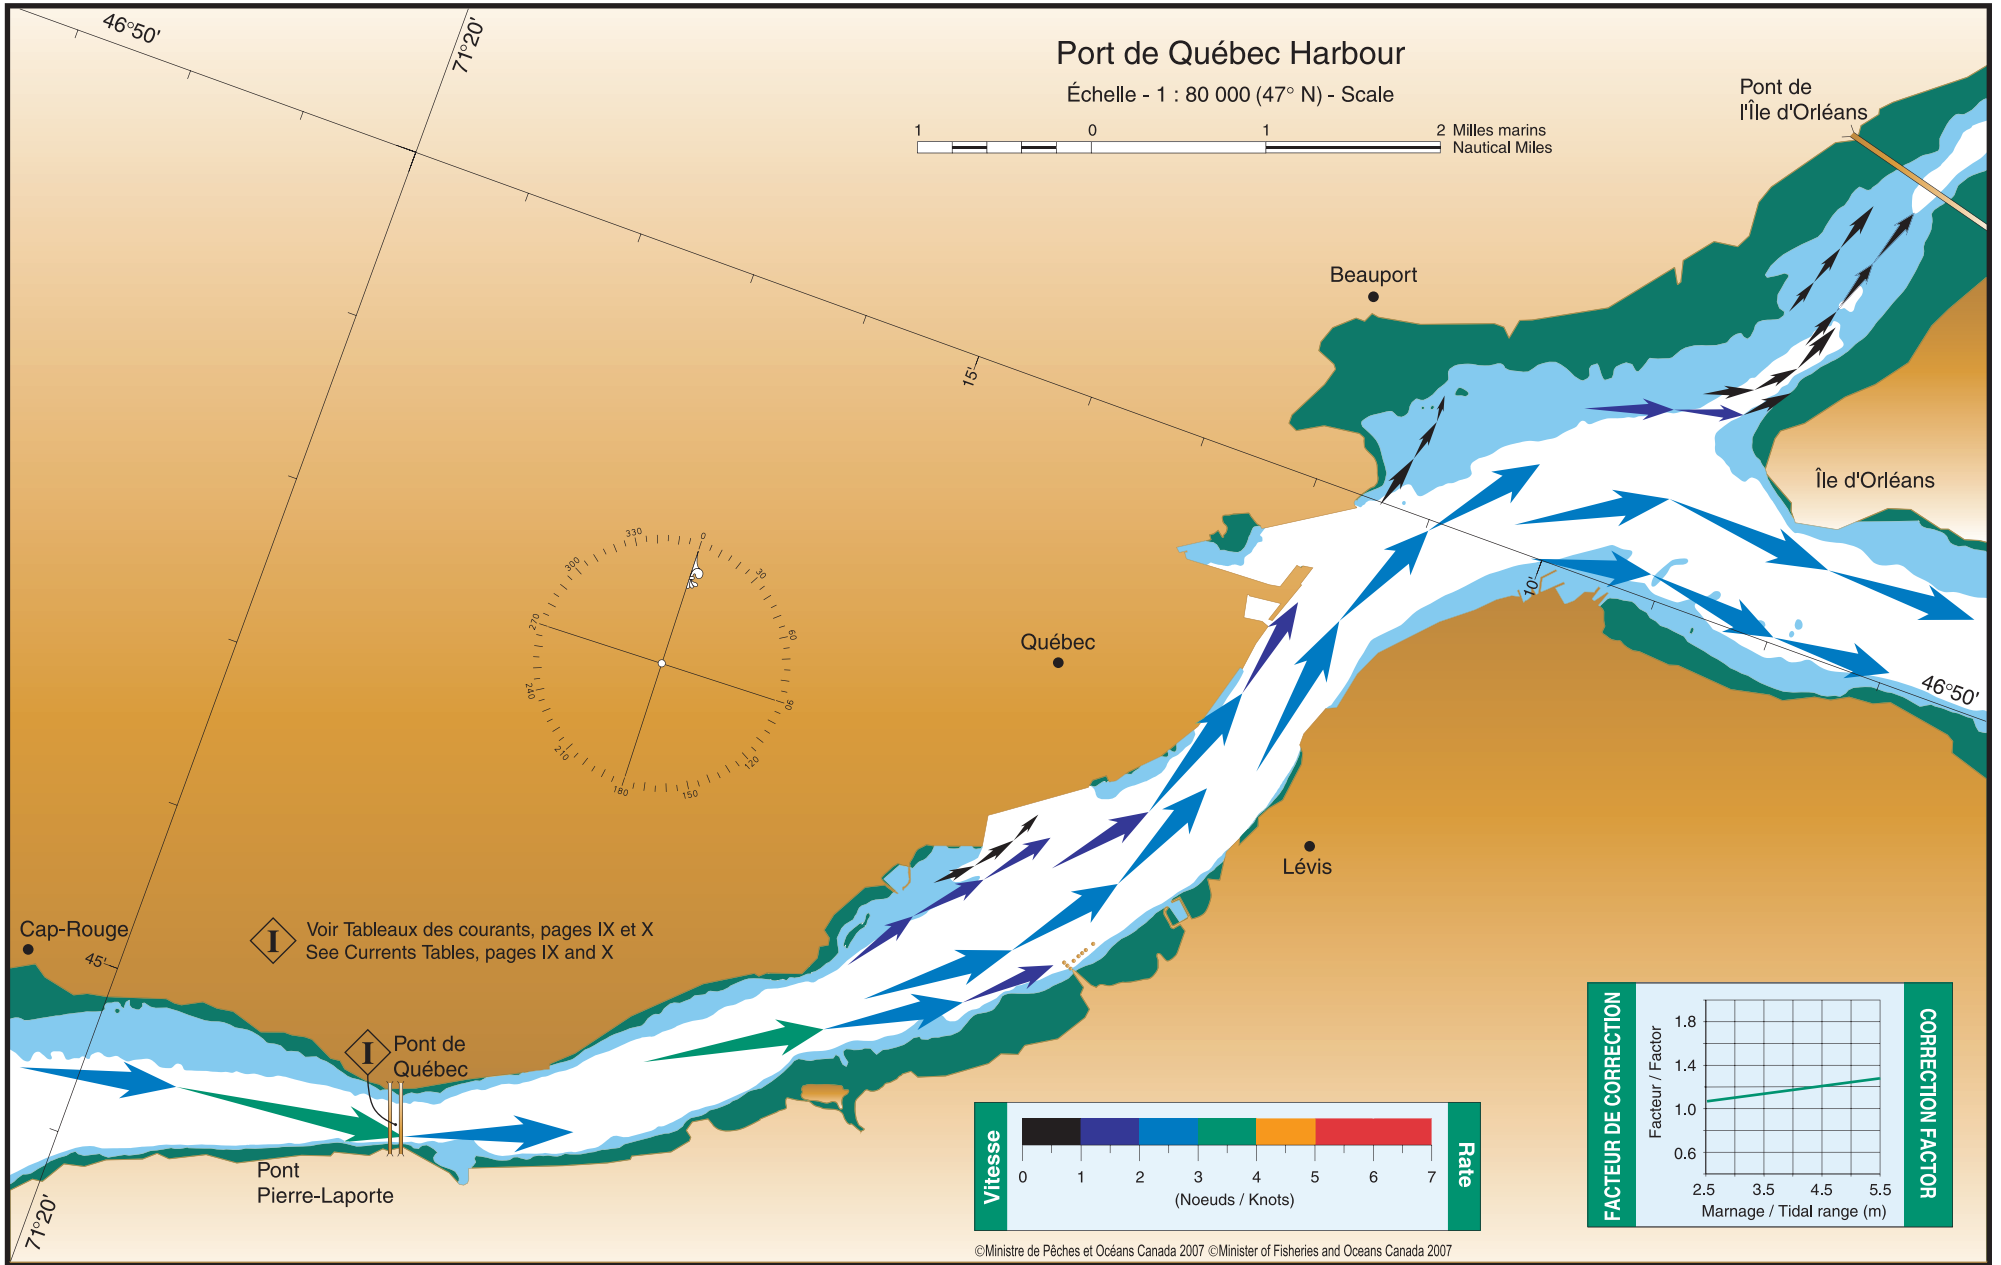 46°50'
71°20'
Port de Québec Harbour
Échelle - 1 : 80 000 (47° N) - Scale
1 0 1 2 Milles marins
Nautical Miles
Pont de
l'Île d'Orléans
Beauport
15'
Île d'Orléans
10'
46°50'
0
30
60
90
120
150
180
210
240
270
300
330
Québec
Lévis
Cap-Rouge
45'
I Voir Tableaux des courants, pages IX et X
See Currents Tables, pages IX and X
I Pont de
Québec
Pont
Pierre-Laporte
71°20'
Vitesse
0 1 2 3 4 5 6 7
(Noeuds / Knots)
Rate
FACTEUR DE CORRECTION
Facteur / Factor
1.8
1.4
1.0
0.6
2.5 3.5 4.5 5.5
Marnage / Tidal range (m)
CORRECTION FACTOR
©Ministre de Pêches et Océans Canada 2007 ©Minister of Fisheries and Oceans Canada 2007